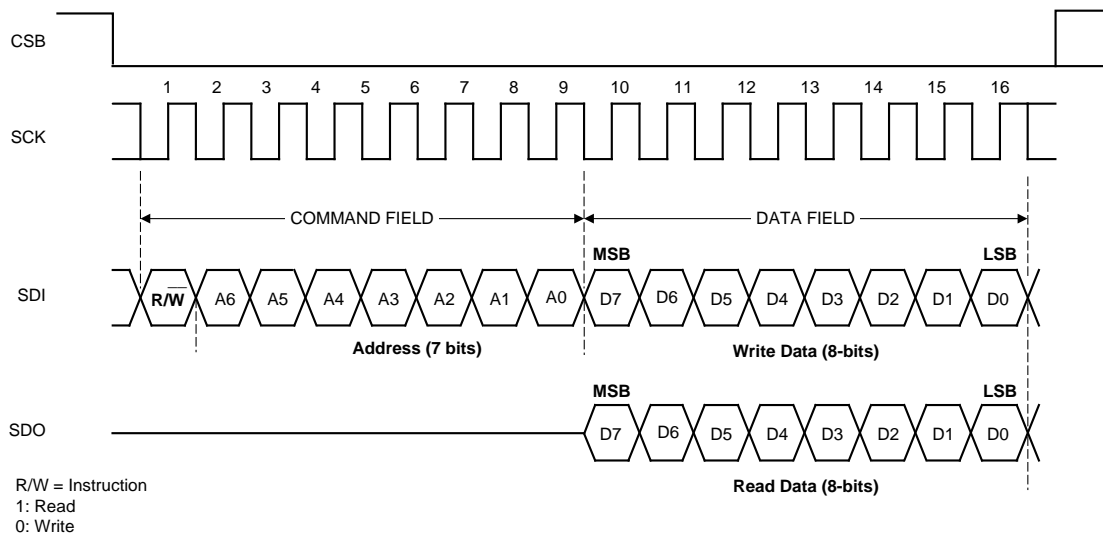 CSB
1 2 3 4 5 6 7 8 9 10 11 12 13 14 15 16
SCK
COMMAND FIELD DATA FIELD
MSB LSB
SDI R/W̅ A6 A5 A4 A3 A2 A1 A0 D7 D6 D5 D4 D3 D2 D1 D0
Address (7 bits) Write Data (8-bits)
MSB LSB
SDO D7 D6 D5 D4 D3 D2 D1 D0
R/W = Instruction
Read Data (8-bits)
1: Read
0: Write